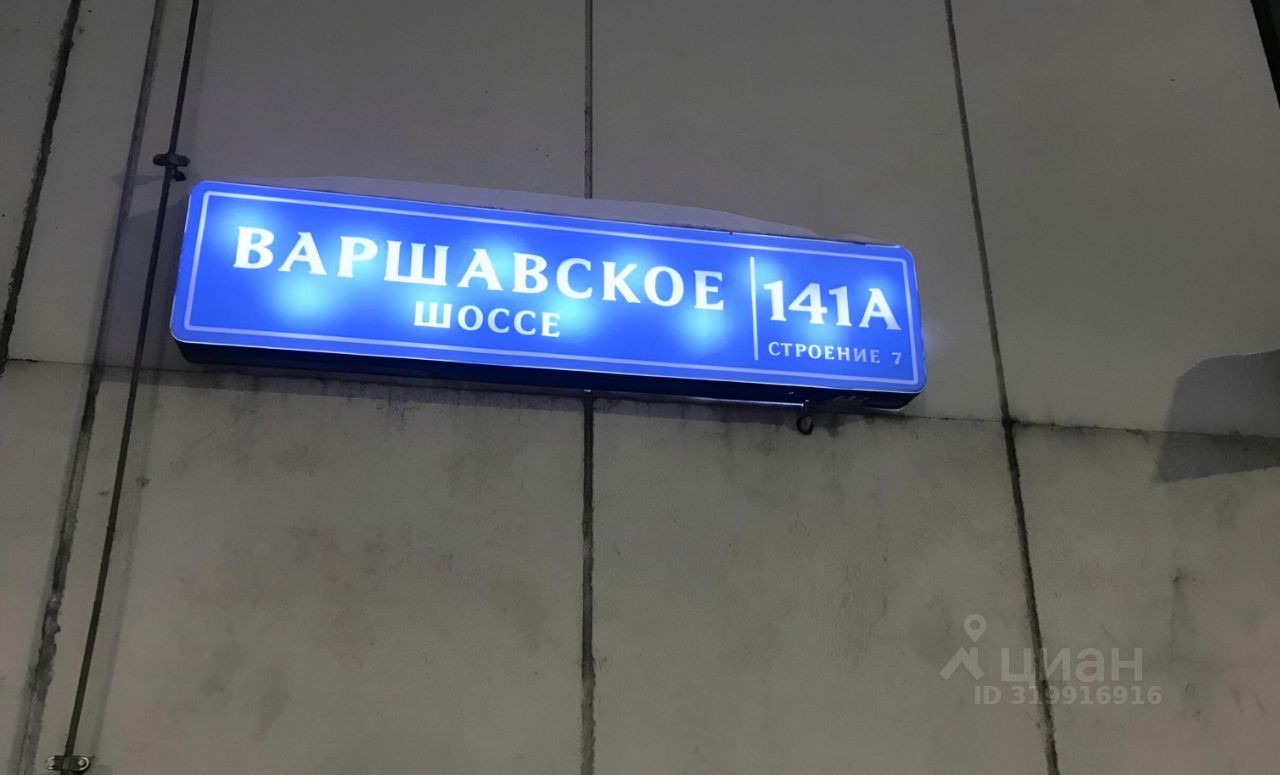 ВАРШАВСКОЕ
ШОССЕ
141А
СТРОЕНИЕ 7
циан
ID 319916916